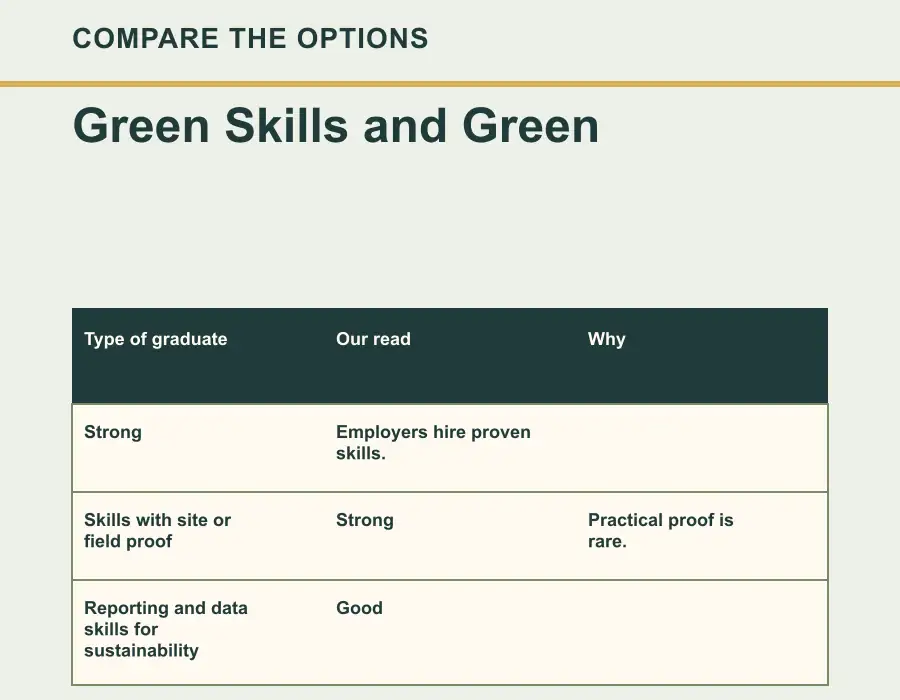 COMPARE THE OPTIONS
Green Skills and Green
Type of graduate Our read Why
Strong Employers hire proven
skills.
Skills with site or Strong Practical proof is
field proof rare.
Reporting and data Good
skills for
sustainability